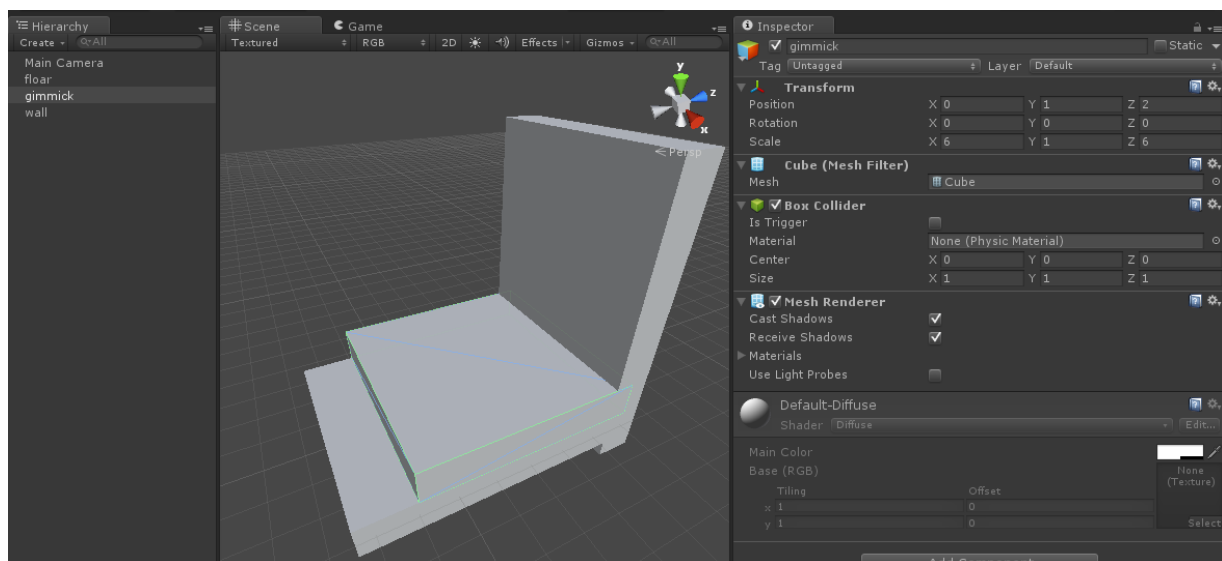 Hierarchy
Create Q▾All
Main Camera
floar
gimmick
wall
Scene Game
Textured RGB 2D Effects Gizmos Q▾All
y
z
x
Persp
Inspector
gimmick Static
Tag Untagged Layer Default
Transform
Position X 0 Y 1 Z 2
Rotation X 0 Y 0 Z 0
Scale X 6 Y 1 Z 6
Cube (Mesh Filter)
Mesh Cube
Box Collider
Is Trigger
Material None (Physic Material)
Center X 0 Y 0 Z 0
Size X 1 Y 1 Z 1
Mesh Renderer
Cast Shadows
Receive Shadows
Materials
Use Light Probes
Default-Diffuse
Shader Diffuse Edit...
Main Color
Base (RGB) None
(Texture)
Tiling Offset
x 1 0
y 1 0 Select
Add Component